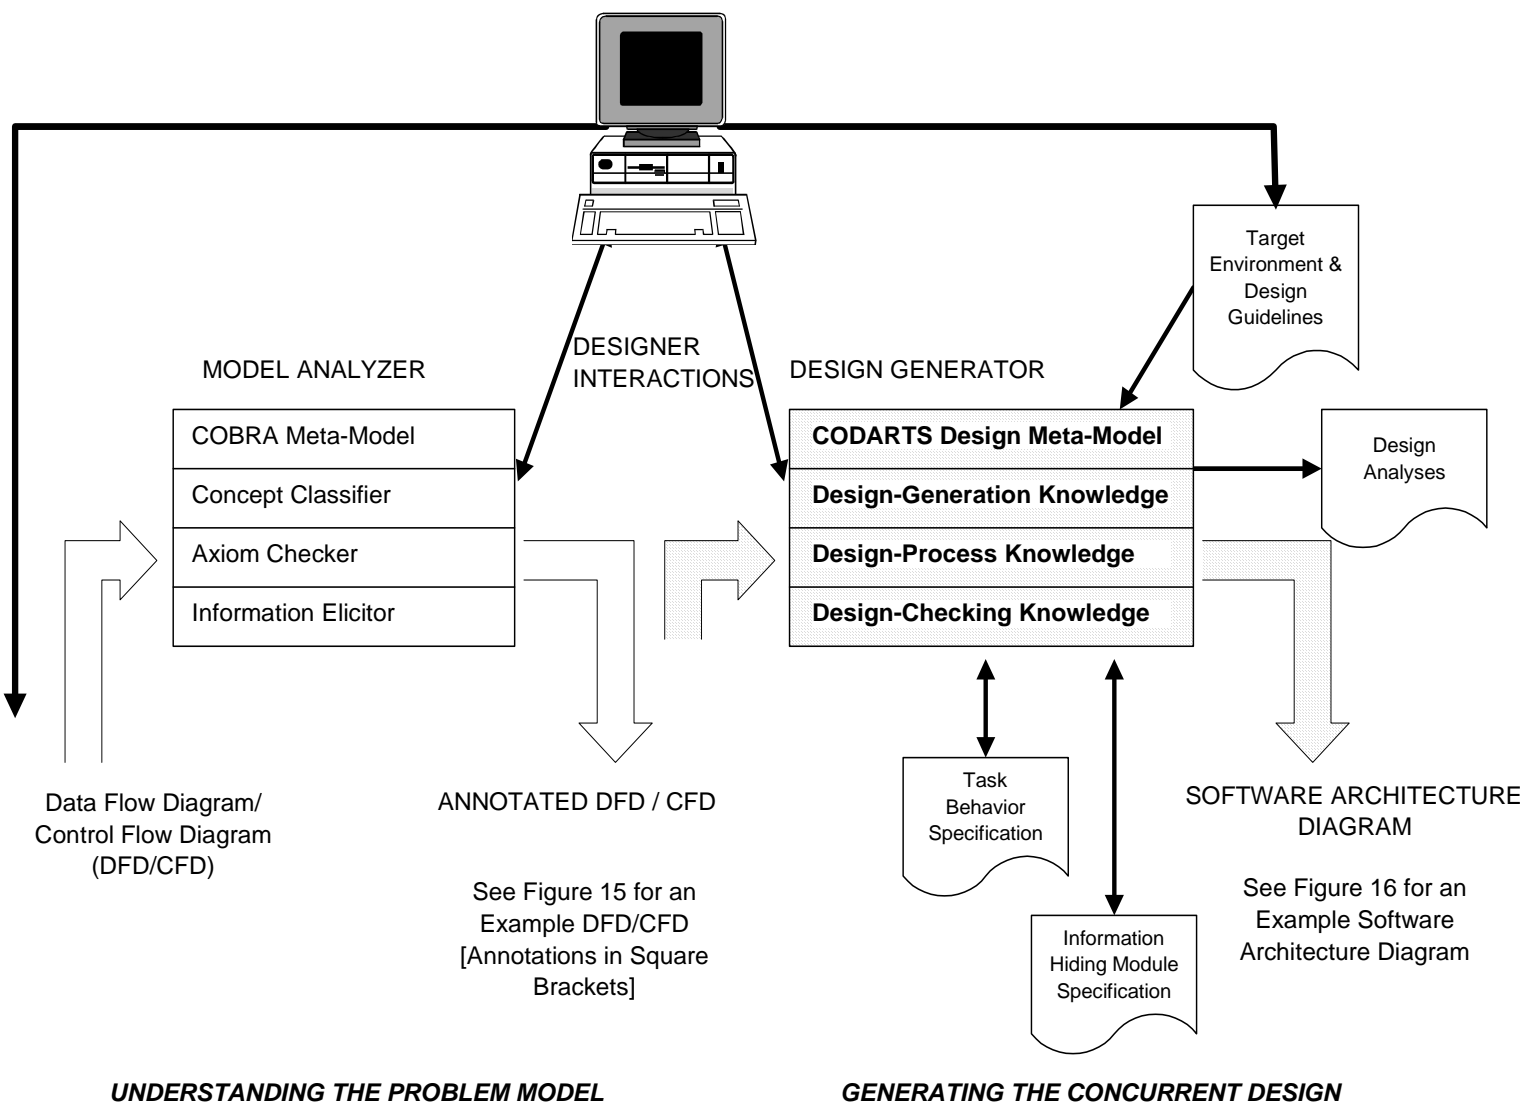 Target
Environment &
Design
Guidelines
DESIGNER
INTERACTIONS
MODEL ANALYZER
DESIGN GENERATOR
COBRA Meta-Model
Concept Classifier
Axiom Checker
Information Elicitor
CODARTS Design Meta-Model
Design-Generation Knowledge
Design-Process Knowledge
Design-Checking Knowledge
Design
Analyses
Data Flow Diagram/
Control Flow Diagram
(DFD/CFD)
ANNOTATED DFD / CFD
See Figure 15 for an
Example DFD/CFD
[Annotations in Square
Brackets]
Task
Behavior
Specification
Information
Hiding Module
Specification
SOFTWARE ARCHITECTURE
DIAGRAM
See Figure 16 for an
Example Software
Architecture Diagram
UNDERSTANDING THE PROBLEM MODEL
GENERATING THE CONCURRENT DESIGN